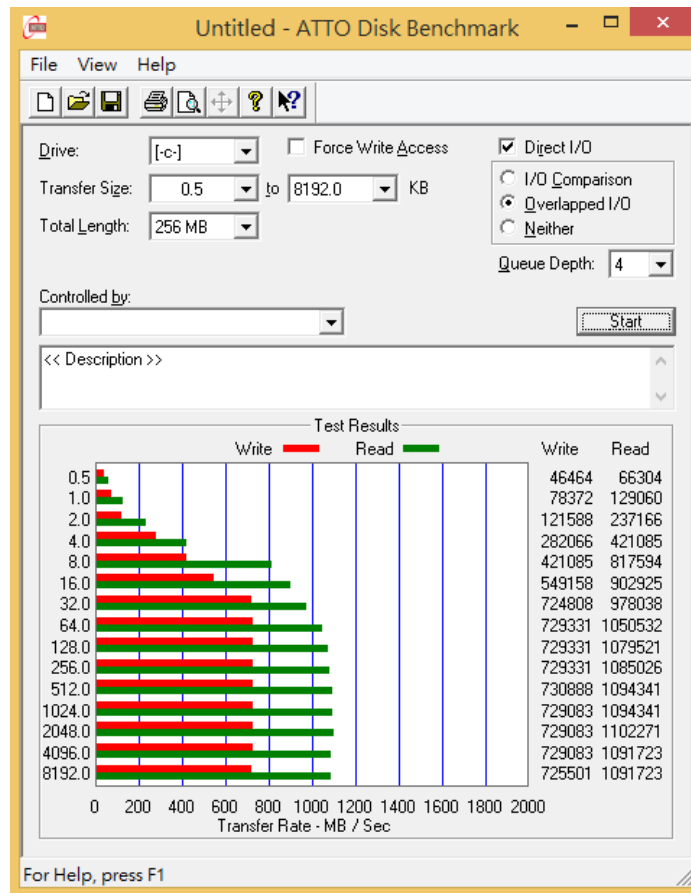 Untitled - ATTO Disk Benchmark
File View Help
Drive: [-c-] Force Write Access Direct I/O
Transfer Size: 0.5 to 8192.0 KB I/O Comparison
Overlapped I/O
Total Length: 256 MB Neither
Queue Depth: 4
Controlled by:
Start
<< Description >>
Test Results
Write Read Write Read
0.5 46464 66304
1.0 78372 129060
2.0 121588 237166
4.0 282066 421085
8.0 421085 817594
16.0 549158 902925
32.0 724808 978038
64.0 729331 1050532
128.0 729331 1079521
256.0 729331 1085026
512.0 730888 1094341
1024.0 729083 1094341
2048.0 729083 1102271
4096.0 729083 1091723
8192.0 725501 1091723
0 200 400 600 800 1000 1200 1400 1600 1800 2000
Transfer Rate - MB / Sec
For Help, press F1